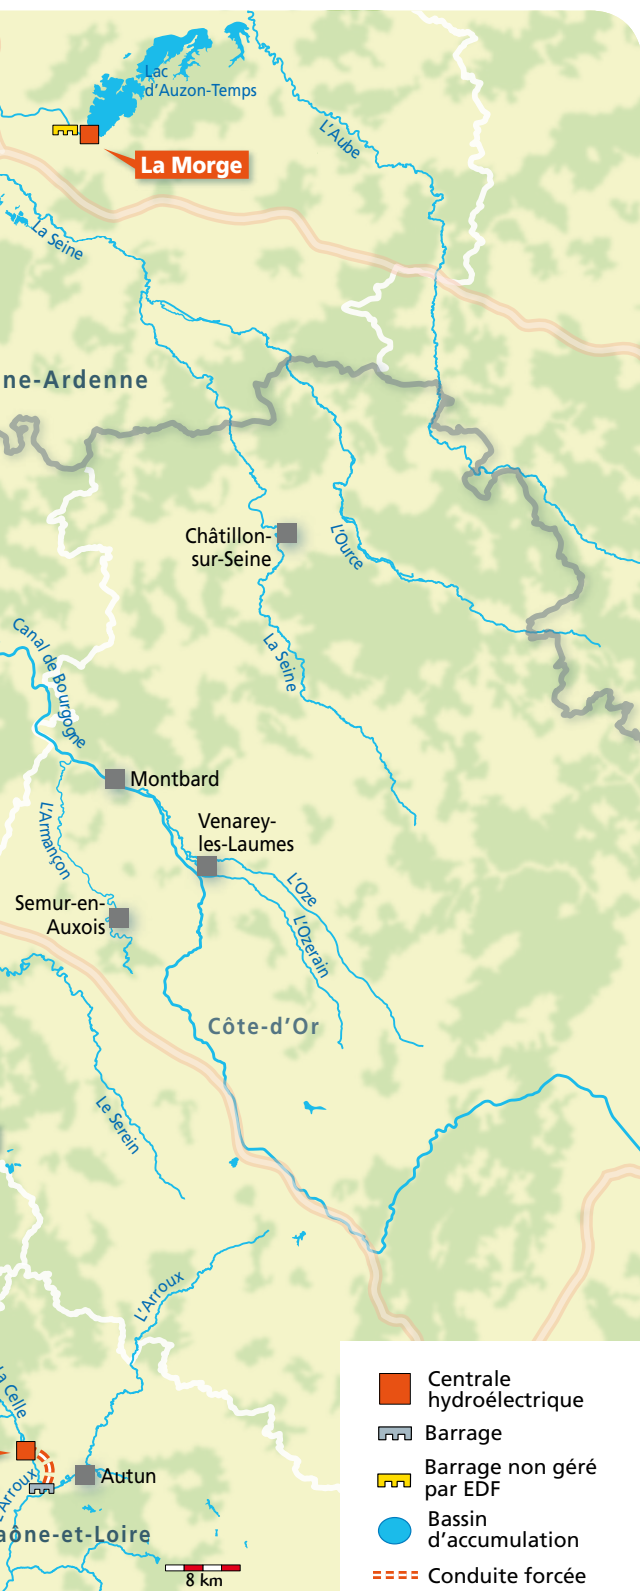 Lac
d'Auzon-Temps
La Morge
L'Aube
La Seine
ne-Ardenne
Châtillon-
sur-Seine
L'Ource
La Seine
Canal de Bourgogne
Montbard
L'Armançon
Venarey-
les-Laumes
L'Oze
L'Ozerain
Semur-en-
Auxois
Côte-d'Or
Le Serein
L'Arroux
La Celle
L'Arroux
Autun
aône-et-Loire
8 km
Centrale
hydroélectrique
Barrage
Barrage non géré
par EDF
Bassin
d'accumulation
Conduite forcée